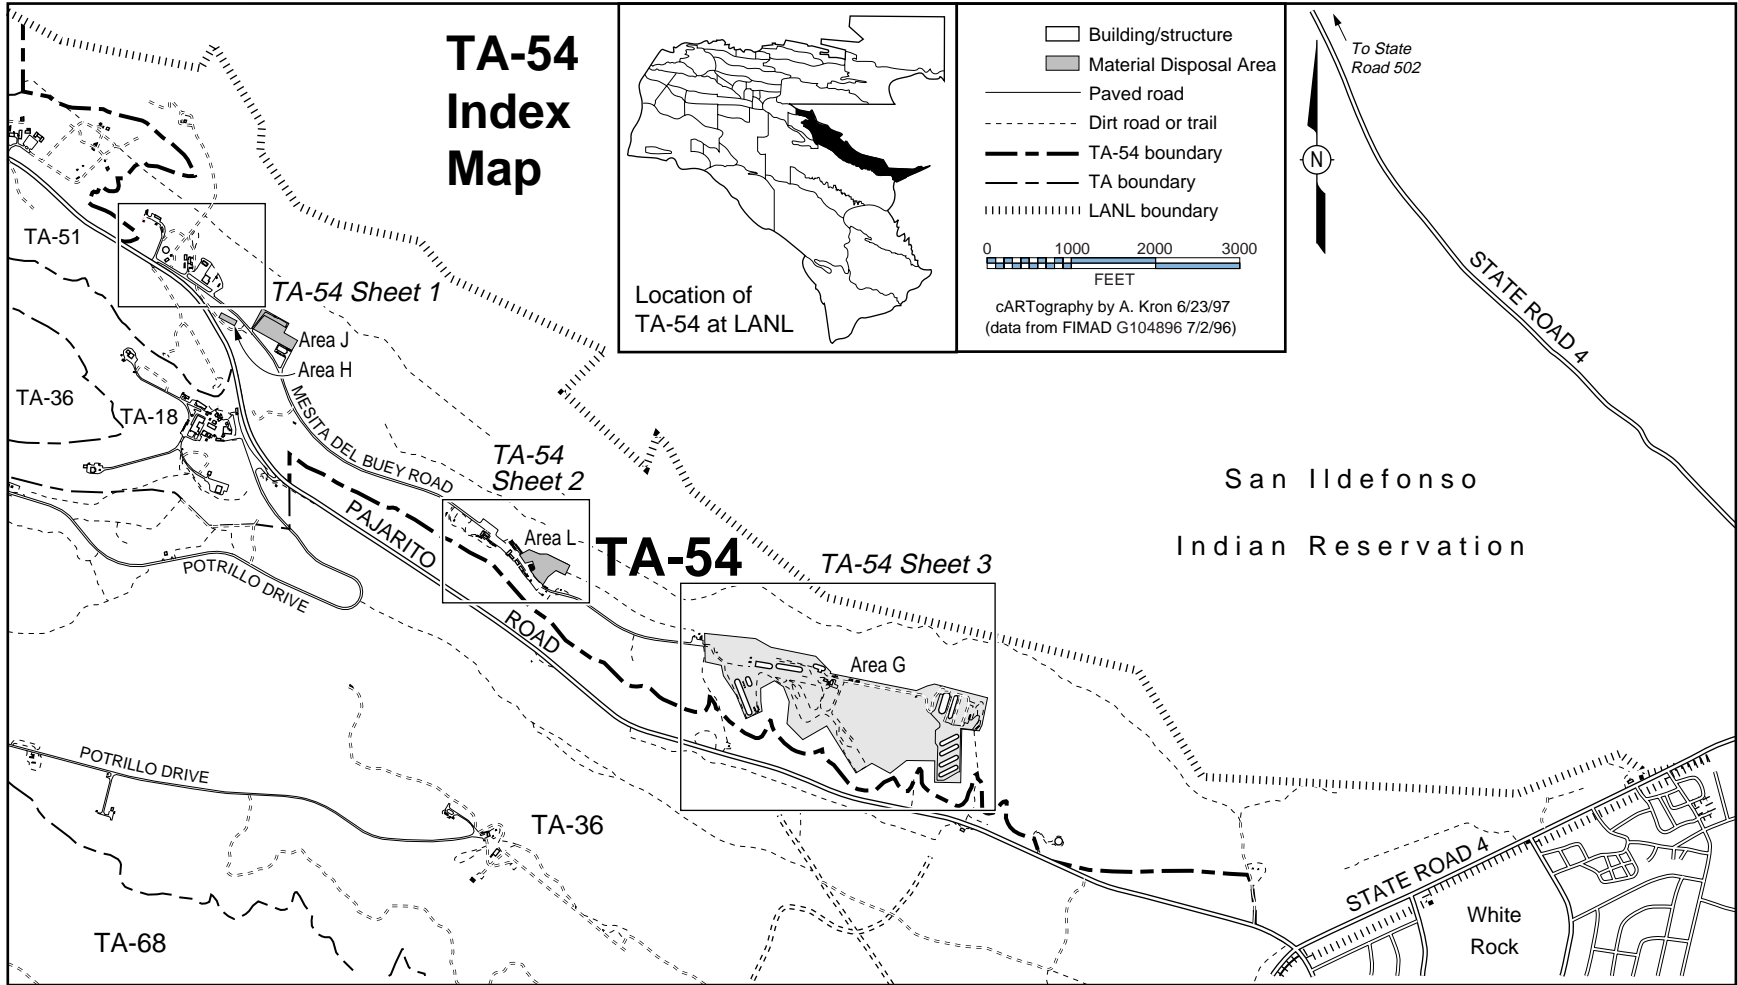 TA-54
Index
Map
Location of
TA-54 at LANL
Building/structure
Material Disposal Area
Paved road
Dirt road or trail
TA-54 boundary
TA boundary
LANL boundary
0 1000 2000 3000
FEET
cARTography by A. Kron 6/23/97
(data from FIMAD G104896 7/2/96)
To State
Road 502
N
STATE ROAD 4
TA-51
TA-54 Sheet 1
Area J
Area H
TA-36
TA-18
MESITA DEL BUEY ROAD
TA-54
Sheet 2
Area L
TA-54
PAJARITO
ROAD
POTRILLO DRIVE
TA-54 Sheet 3
Area G
San Ildefonso
Indian Reservation
POTRILLO DRIVE
TA-36
TA-68
STATE ROAD 4
White
Rock